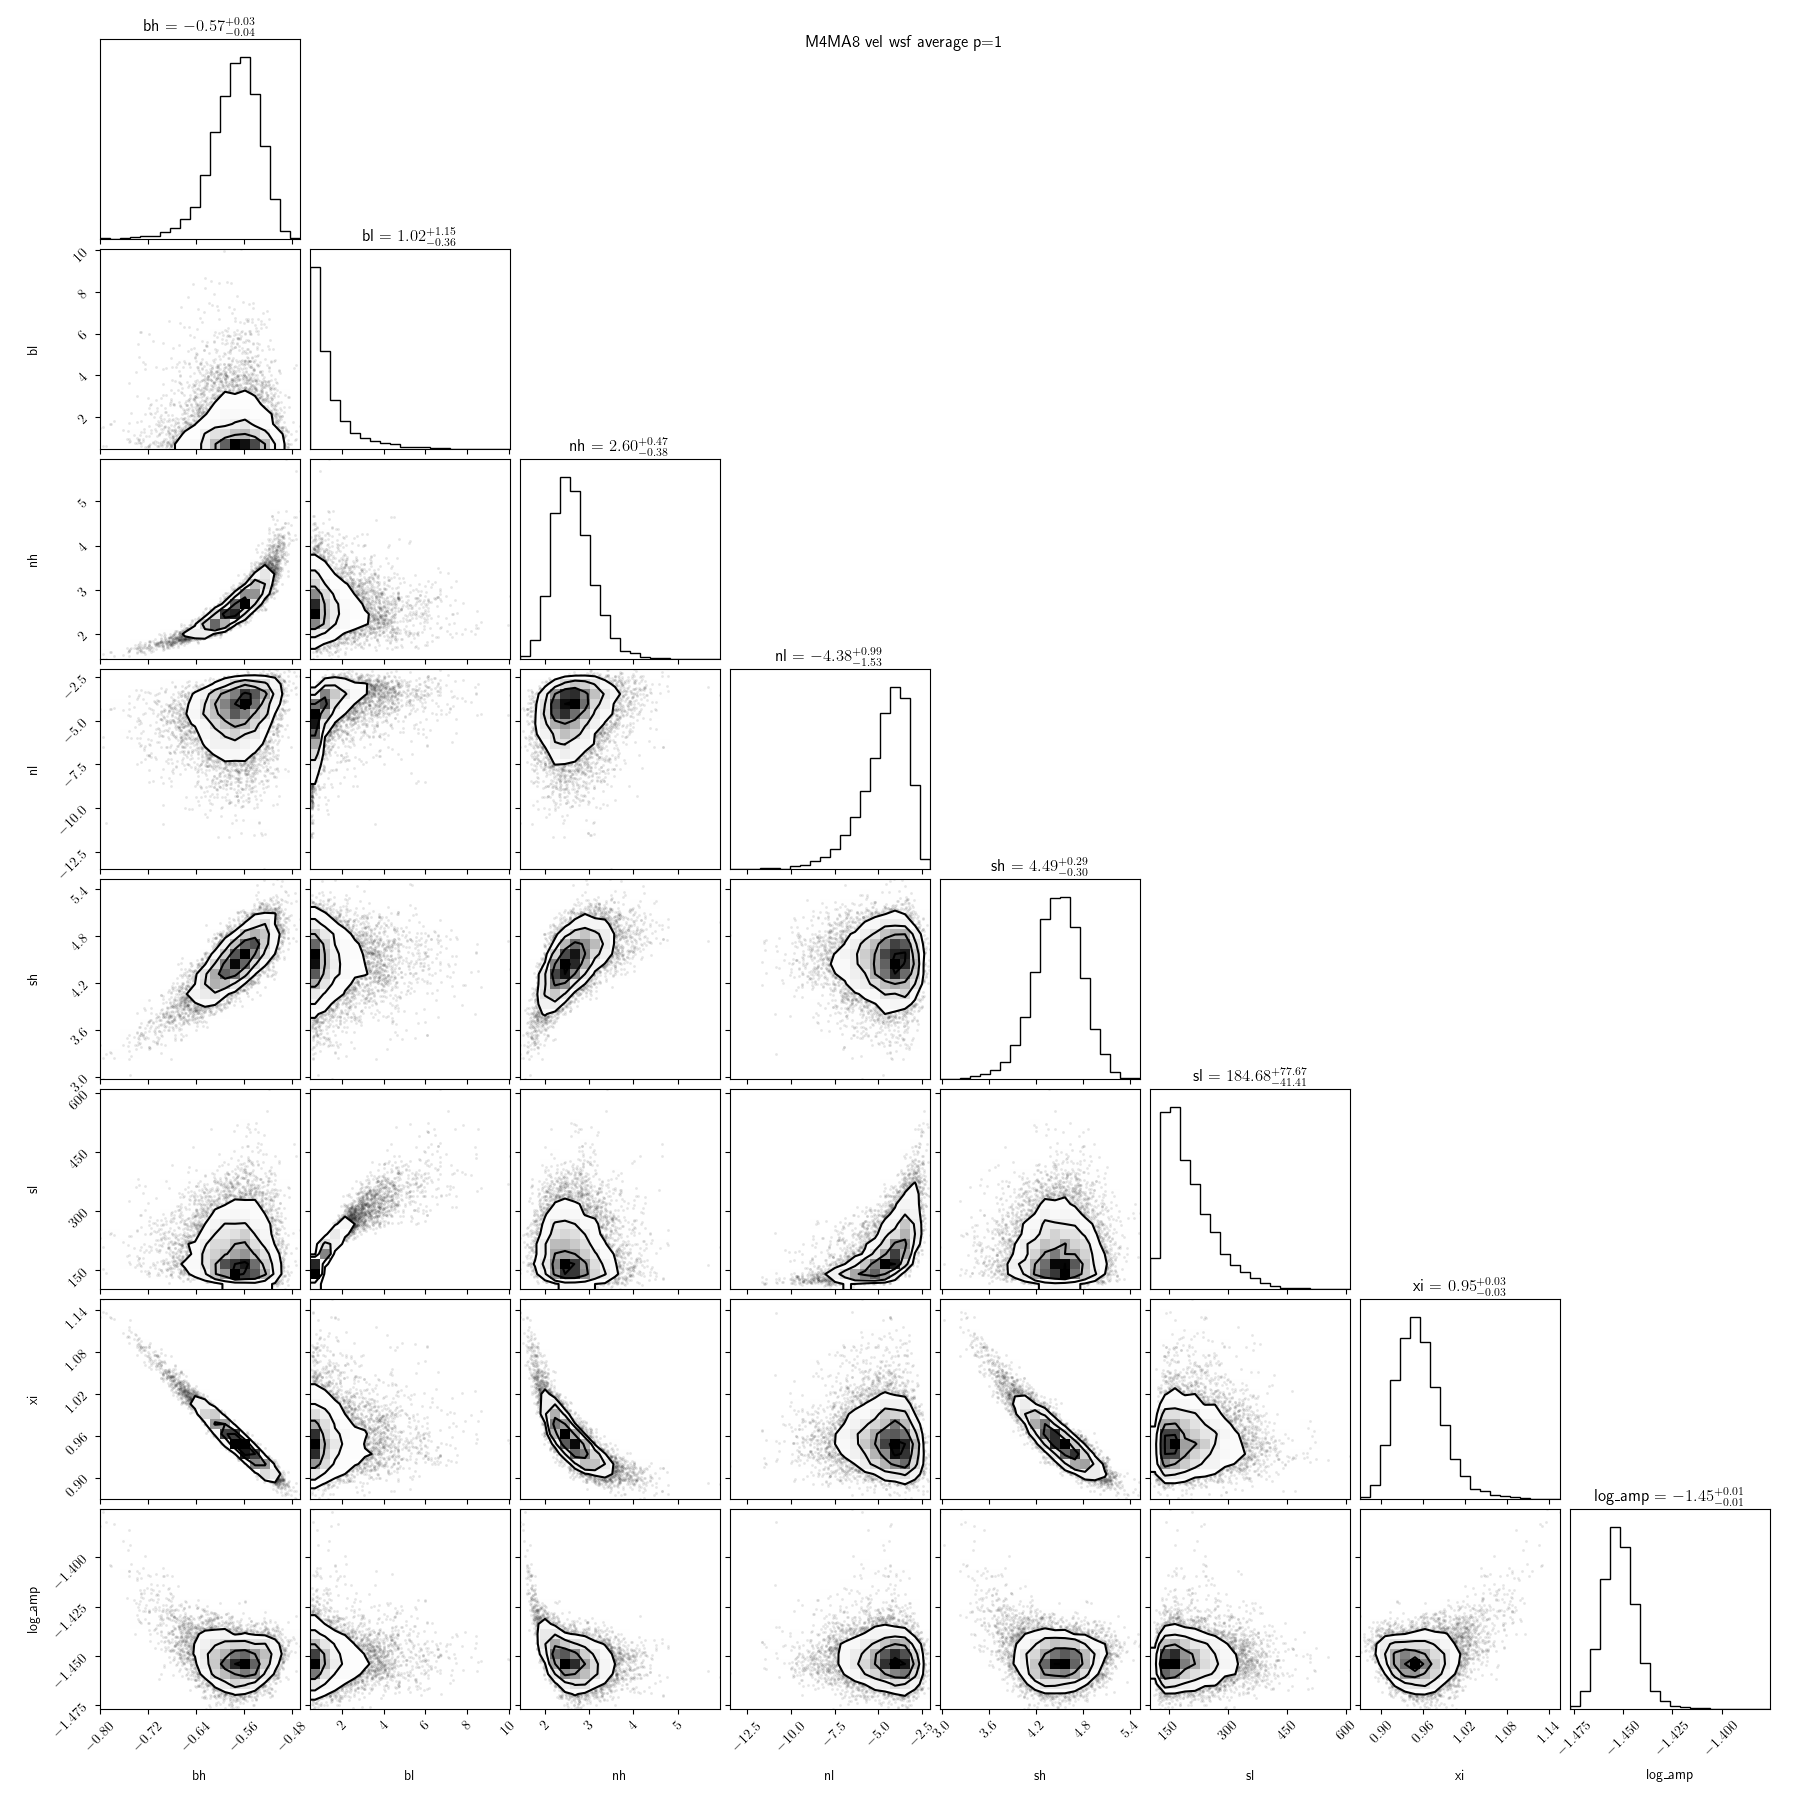 bh = −0.57+0.03−0.04
M4MA8 vel wsf average p=1
bl = 1.02+1.15−0.36
10
8
6
4
2
bl
nh = 2.60+0.47−0.38
5
4
3
2
nh
nl = −4.38+0.99−1.53
−2.5
−5.0
−7.5
−10.0
−12.5
nl
sh = 4.49+0.29−0.30
5.4
4.8
4.2
3.6
3.0
sh
sl = 184.68+77.67−41.41
600
450
300
150
sl
xi = 0.95+0.03−0.03
1.14
1.08
1.02
0.96
0.90
xi
log_amp = −1.45+0.01−0.01
−1.400
−1.425
−1.450
−1.475
log_amp
−0.80 −0.72 −0.64 −0.56 −0.48
2 4 6 8 10
2 3 4 5
−12.5 −10.0 −7.5 −5.0 −2.5
3.0 3.6 4.2 4.8 5.4
150 300 450 600
0.90 0.96 1.02 1.08 1.14
−1.475 −1.450 −1.425 −1.400
bh bl nh nl sh sl xi log_amp